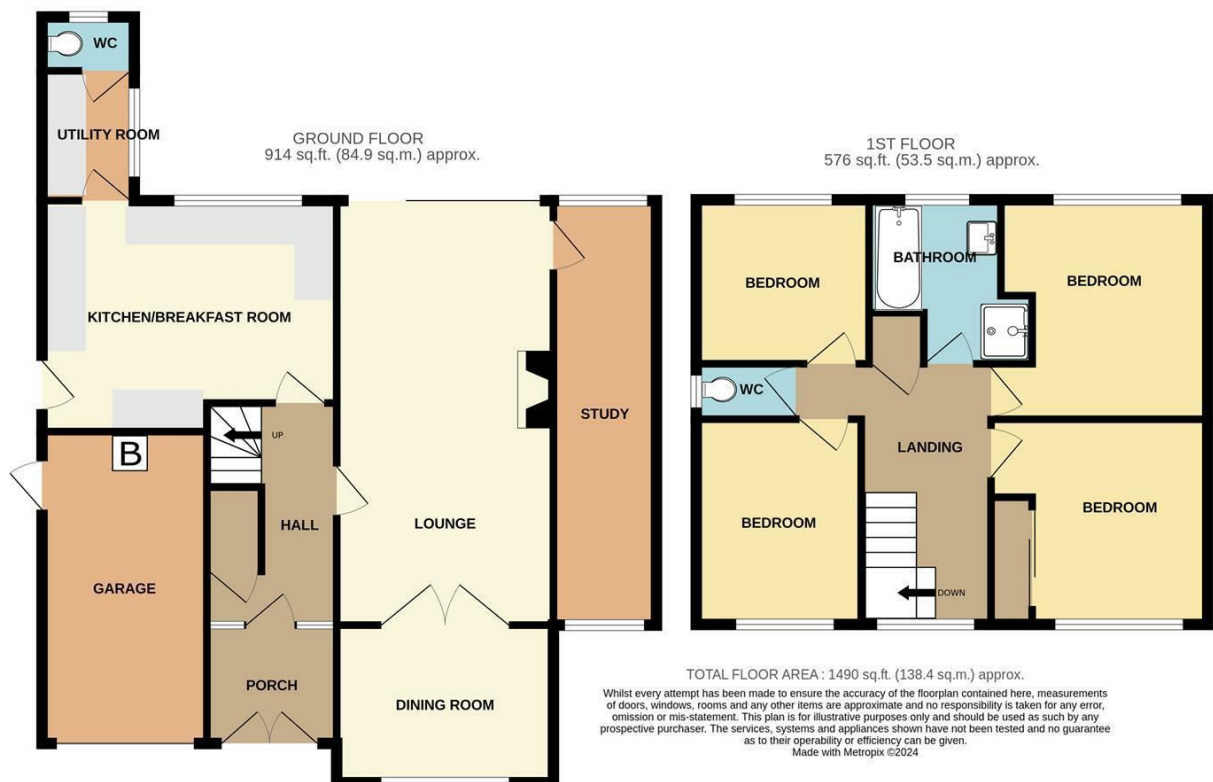 WC
UTILITY ROOM
GROUND FLOOR
914 sq.ft. (84.9 sq.m.) approx.
KITCHEN/BREAKFAST ROOM
STUDY
UP
B
HALL
LOUNGE
GARAGE
PORCH
DINING ROOM
1ST FLOOR
576 sq.ft. (53.5 sq.m.) approx.
BATHROOM
BEDROOM
BEDROOM
WC
LANDING
BEDROOM
BEDROOM
DOWN
TOTAL FLOOR AREA : 1490 sq.ft. (138.4 sq.m.) approx.
Whilst every attempt has been made to ensure the accuracy of the floorplan contained here, measurements
of doors, windows, rooms and any other items are approximate and no responsibility is taken for any error,
omission or mis-statement. This plan is for illustrative purposes only and should be used as such by any
prospective purchaser. The services, systems and appliances shown have not been tested and no guarantee
as to their operability or efficiency can be given.
Made with Metropix ©2024